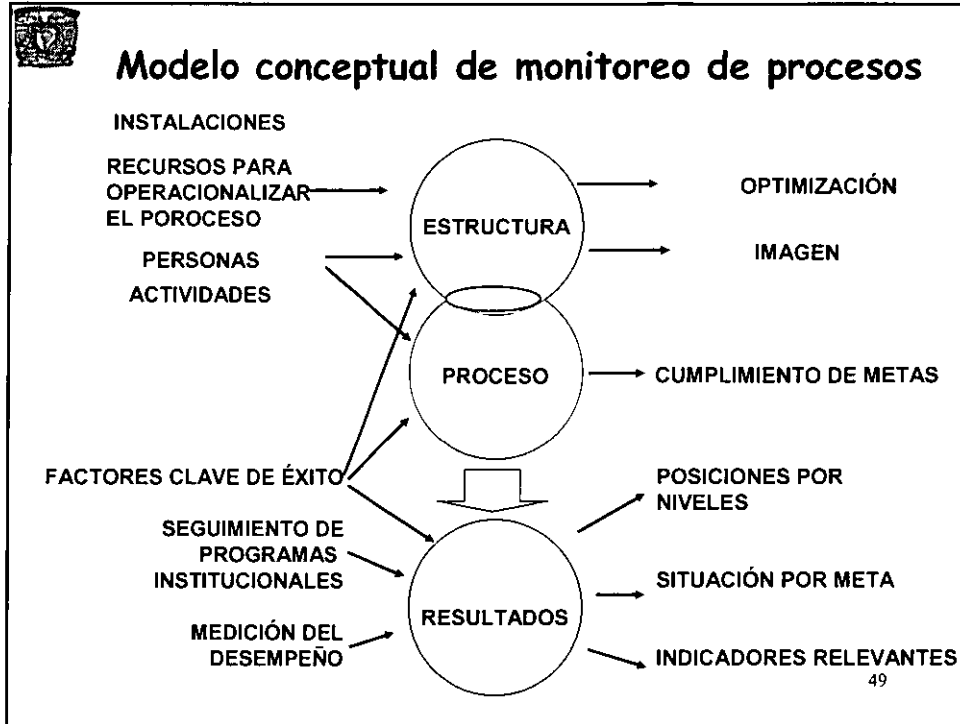 Modelo conceptual de monitoreo de procesos
INSTALACIONES
RECURSOS PARA
OPERACIONALIZAR
EL POROCESO
PERSONAS
ACTIVIDADES
FACTORES CLAVE DE ÉXITO
SEGUIMIENTO DE
PROGRAMAS
INSTITUCIONALES
MEDICIÓN DEL
DESEMPEÑO
ESTRUCTURA
PROCESO
RESULTADOS
OPTIMIZACIÓN
IMAGEN
CUMPLIMIENTO DE METAS
POSICIONES POR
NIVELES
SITUACIÓN POR META
INDICADORES RELEVANTES
49